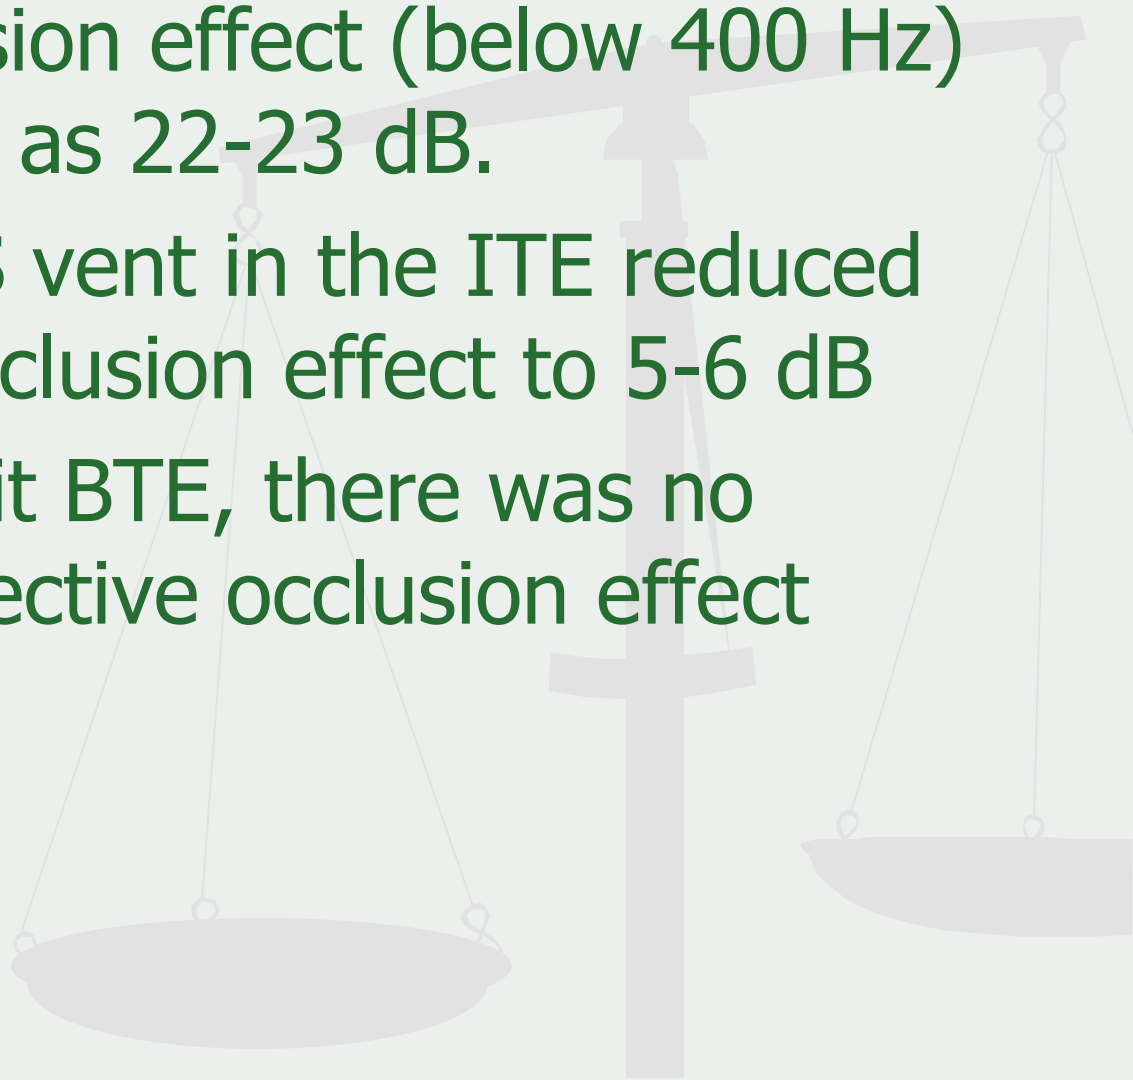 sion effect (below 400 Hz)
as 22-23 dB.
vent in the ITE reduced
clusion effect to 5-6 dB
it BTE, there was no
ective occlusion effect